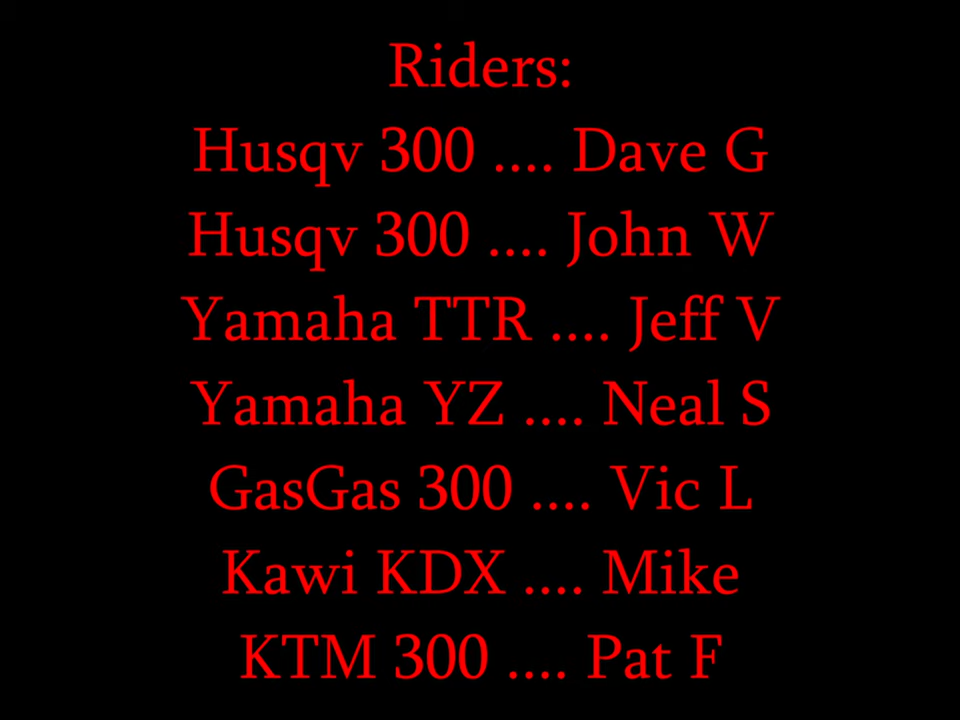 Riders:
Husqv 300 .... Dave G
Husqv 300 .... John W
Yamaha TTR .... Jeff V
Yamaha YZ .... Neal S
GasGas 300 .... Vic L
Kawi KDX .... Mike
KTM 300 .... Pat F